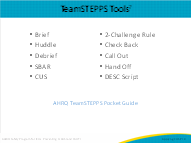 TeamSTEPPS Tools
• Brief
• Huddle
• Debrief
• SBAR
• CUS
• 2-Challenge Rule
• Check Back
• Call Out
• Hand Off
• DESC Script
AHRQ TeamSTEPPS Pocket Guide